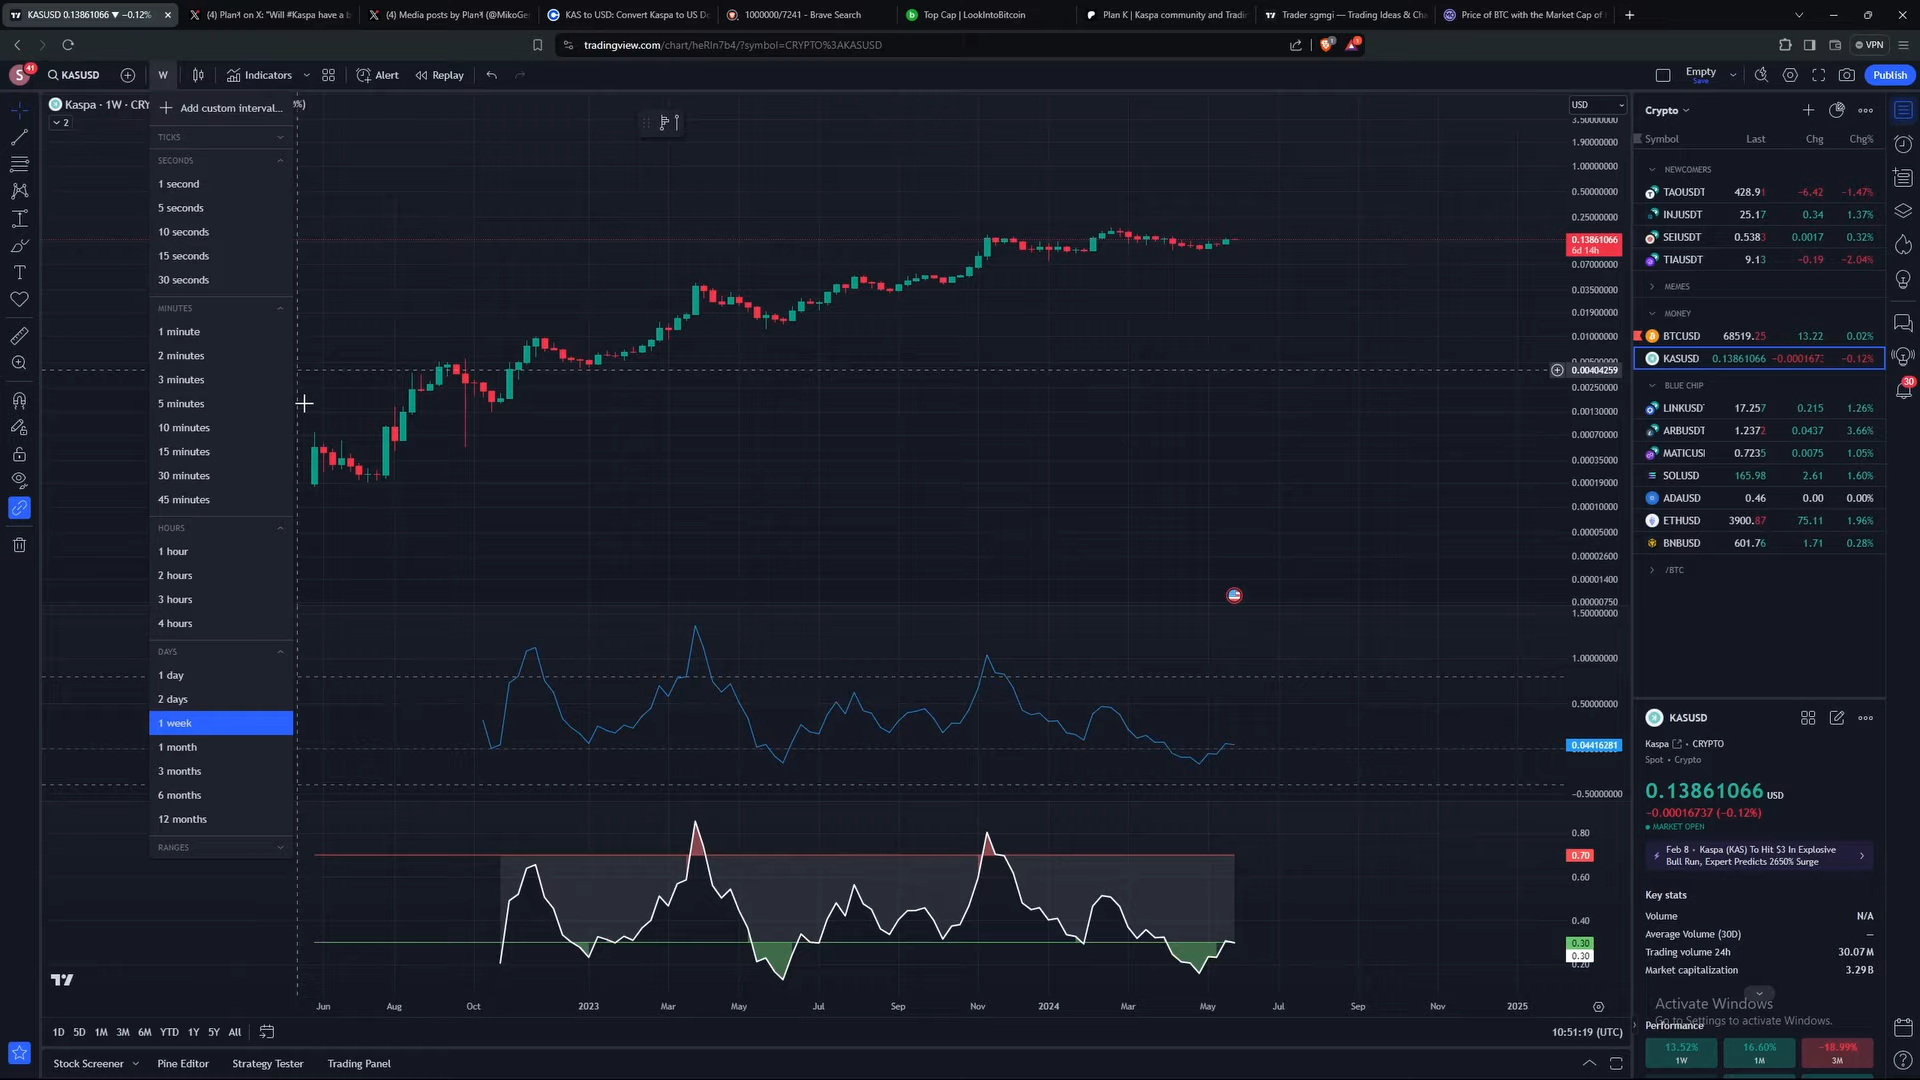 KASUSD 0.13861066 ▼ −0.12%
(4) Plan
on X: "Will #Kaspa have a b
(4) Media posts by Plan
(@MikoGe
KAS to USD: Convert Kaspa to US Do
1000000/7241 - Brave Search
Top Cap | LookIntoBitcoin
Plan K | Kaspa community and Tradin
Trader sgmgi — Trading Ideas & Cha
Price of BTC with the Market Cap of
tradingview.com/chart/heRIn7b4/?symbol=CRYPTO%3AKASUSD
VPN
S
41
KASUSD
W
Indicators
Alert
Replay
Empty
Save
Publish
Kaspa · 1W · CRY
%)
2
Add custom interval...
TICKS
SECONDS
1 second
5 seconds
10 seconds
15 seconds
30 seconds
MINUTES
1 minute
2 minutes
3 minutes
5 minutes
10 minutes
15 minutes
30 minutes
45 minutes
HOURS
1 hour
2 hours
3 hours
4 hours
DAYS
1 day
2 days
1 week
1 month
3 months
6 months
12 months
RANGES
USD
3.50000000
1.90000000
1.00000000
0.50000000
0.25000000
0.13861066
6d 14h
0.07000000
0.03500000
0.01900000
0.01000000
0.00500000
0.00404259
0.00250000
0.00130000
0.00070000
0.00035000
0.00019000
0.00010000
0.00005000
0.00002600
0.00001400
0.00000750
1.50000000
1.00000000
0.50000000
0.04416281
−0.50000000
0.80
0.70
0.60
0.40
0.30
0.30
0.20
Jun
Aug
Oct
2023
Mar
May
Jul
Sep
Nov
2024
Mar
May
Jul
Sep
Nov
2025
1D 5D 1M 3M 6M YTD 1Y 5Y All
10:51:19 (UTC)
Stock Screener
Pine Editor
Strategy Tester
Trading Panel
Crypto
Symbol Last Chg Chg%
NEWCOMERS
TAOUSDT 428.91 −6.42 −1.47%
INJUSDT 25.17 0.34 1.37%
SEIUSDT 0.5383 0.0017 0.32%
TIAUSDT 9.13 −0.19 −2.04%
MEMES
MONEY
BTCUSD 68519.25 13.22 0.02%
KASUSD 0.13861066 −0.0001673 −0.12%
BLUE CHIP
LINKUSD 17.257 0.215 1.26%
ARBUSDT 1.2372 0.0437 3.66%
MATICUSI 0.7235 0.0075 1.05%
SOLUSD 165.98 2.61 1.60%
ADAUSD 0.46 0.00 0.00%
ETHUSD 3900.87 75.11 1.96%
BNBUSD 601.76 1.71 0.28%
/BTC
KASUSD
Kaspa · CRYPTO
Spot · Crypto
0.13861066 USD
−0.00016737 (−0.12%)
MARKET OPEN
Feb 8 · Kaspa (KAS) To Hit $3 In Explosive
Bull Run, Expert Predicts 2650% Surge
Key stats
Volume N/A
Average Volume (30D) —
Trading volume 24h 30.07M
Market capitalization 3.29B
Activate Windows
Go to Settings to activate Windows.
Performance
13.52%
1W
16.60%
1M
−18.99%
3M
30